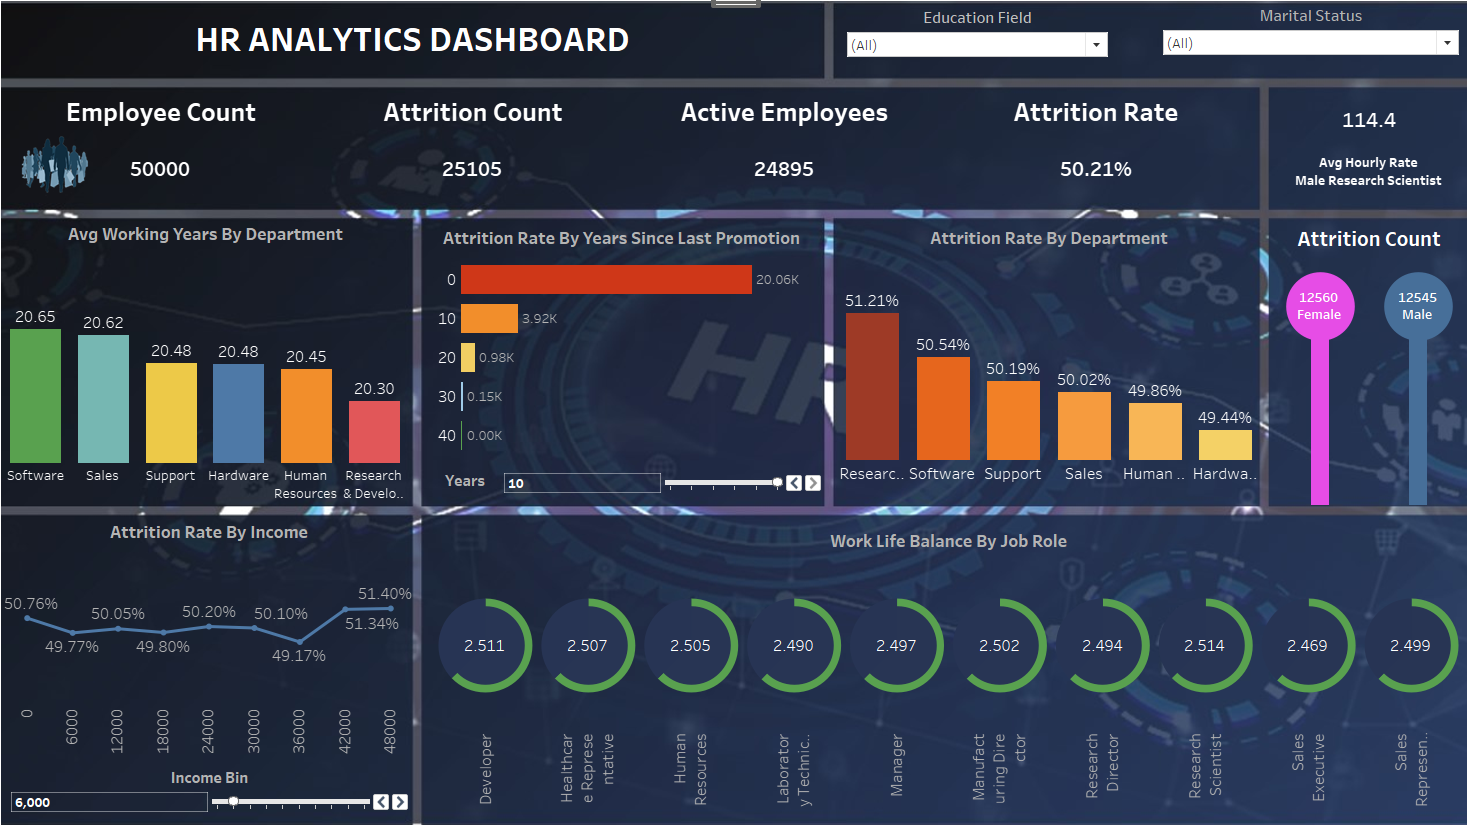 HR ANALYTICS DASHBOARD
Education Field
(All)
Marital Status
(All)
Employee Count
50000
Attrition Count
25105
Active Employees
24895
Attrition Rate
50.21%
114.4
Avg Hourly Rate
Male Research Scientist
Avg Working Years By Department
20.65
20.62
20.48
20.48
20.45
20.30
Software
Sales
Support
Hardware
Human
Resources
Research
& Develo..
Attrition Rate By Years Since Last Promotion
0
20.06K
10
3.92K
20
0.98K
30
0.15K
40
0.00K
Years
10
HR
Attrition Rate By Department
51.21%
50.54%
50.19%
50.02%
49.86%
49.44%
Researc..
Software
Support
Sales
Human ..
Hardwa..
Attrition Count
12560
Female
12545
Male
Attrition Rate By Income
50.76%
49.77%
50.05%
49.80%
50.20%
50.10%
49.17%
51.34%
51.40%
0
6000
12000
18000
24000
30000
36000
42000
48000
Income Bin
6,000
Work Life Balance By Job Role
2.511
2.507
2.505
2.490
2.497
2.502
2.494
2.514
2.469
2.499
Developer
Healthcar
e Represe
ntative
Human
Resources
Laborator
y Technic..
Manager
Manufact
uring Dire
ctor
Research
Director
Research
Scientist
Sales
Executive
Sales
Represen..